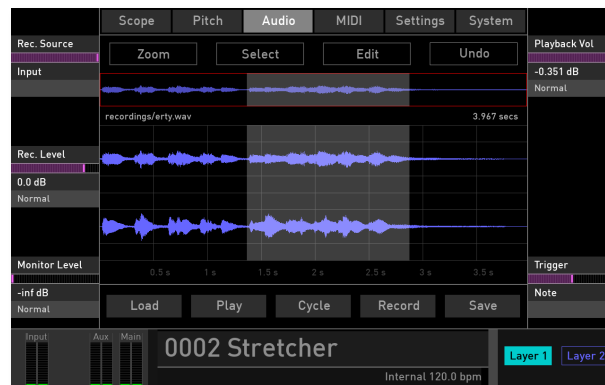 Scope Pitch Audio MIDI Settings System
Rec. Source
Input
Zoom Select Edit Undo
Playback Vol
-0.351 dB
Normal
recordings/erty.wav 3.967 secs
Rec. Level
0.0 dB
Normal
Monitor Level
-inf dB
Normal
0.5 s 1 s 1.5 s 2 s 2.5 s 3 s 3.5 s
Trigger
Note
Load Play Cycle Record Save
Input Aux Main
0002 Stretcher
Internal 120.0 bpm
Layer 1 Layer 2